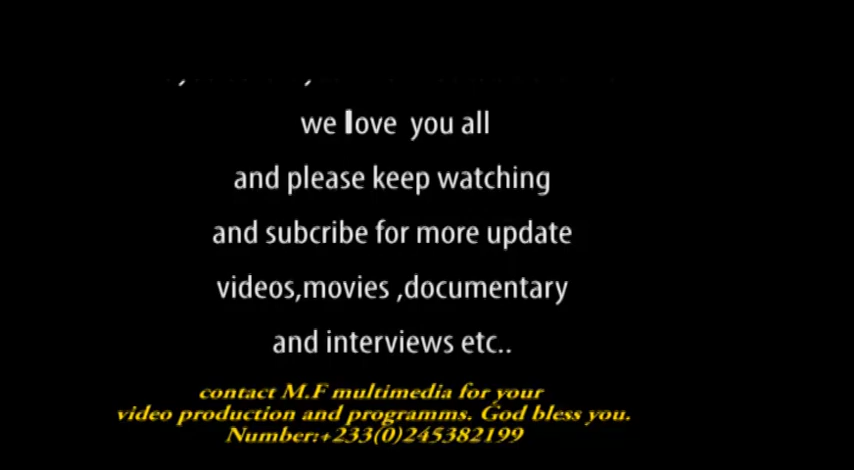 we love you all
and please keep watching
and subcribe for more update
videos,movies ,documentary
and interviews etc..
contact M.F multimedia for your
video production and programms. God bless you.
Number:+233(0)245382199